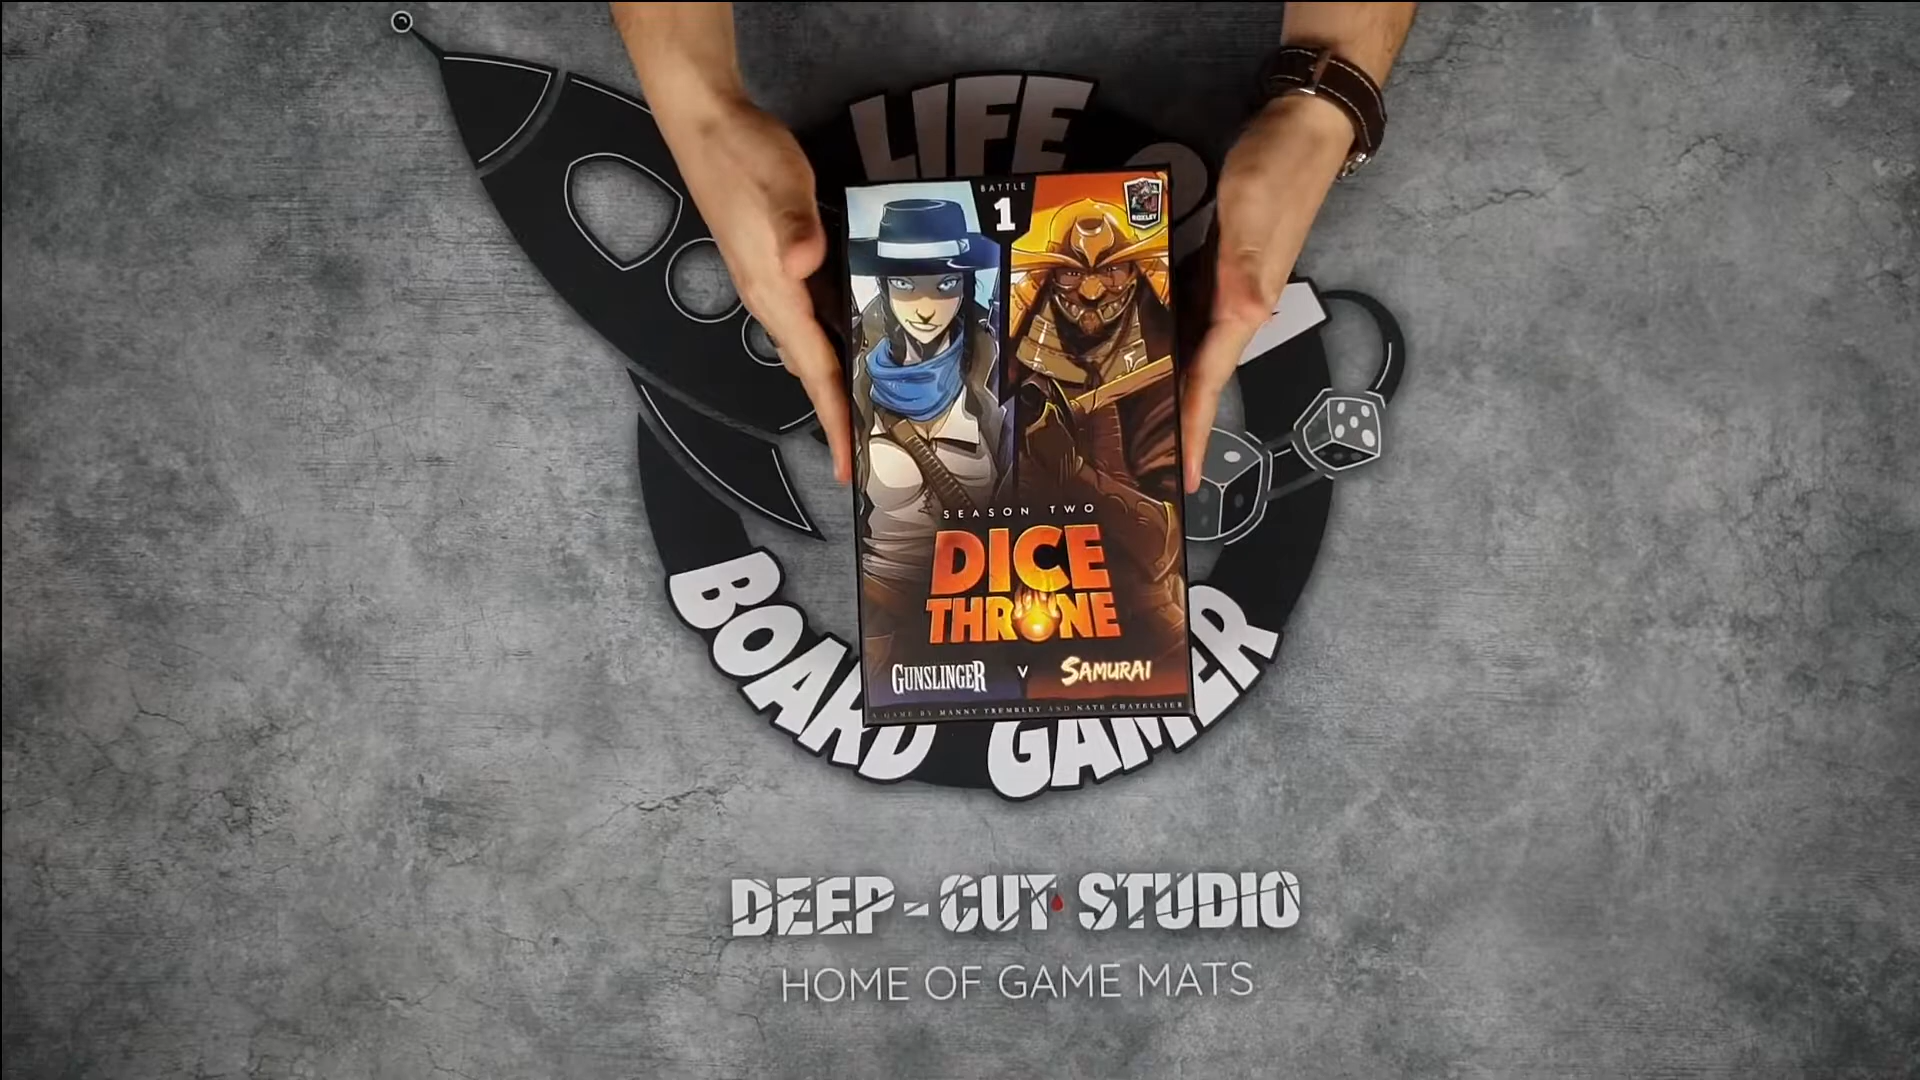 LIFE
BATTLE
1
ROXLEY
SEASON TWO
DICE
THRONE
GUNSLINGER V SAMURAI
A GAME BY MANNY TREMBLEY AND NATE CHATELLIER
BOARD GAMER
DEEP-CUT STUDIO
HOME OF GAME MATS